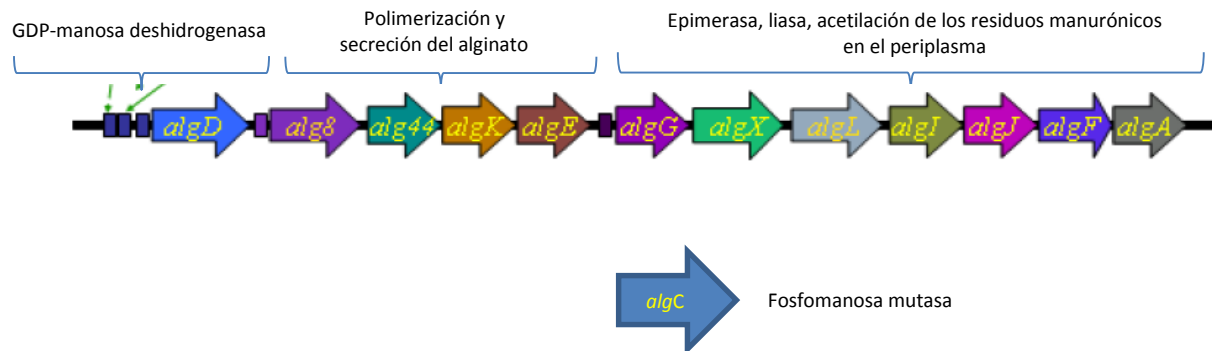 GDP-manosa deshidrogenasa
Polimerización y
secreción del alginato
Epimerasa, liasa, acetilación de los residuos manurónicos
en el periplasma
algD
alg8
alg44
algK
algE
algG
algX
algL
algI
algJ
algF
algA
algC
Fosfomanosa mutasa